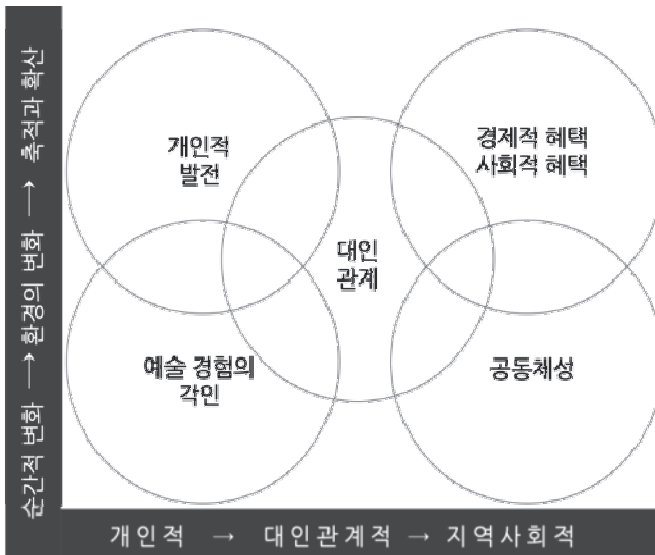 순간적 변화 → 환경의 변화 → 축적과 확산
개인적
발전
경제적 혜택
사회적 혜택
대인
관계
예술 경험의
각인
공동체성
개인적 → 대인관계적 → 지역사회적